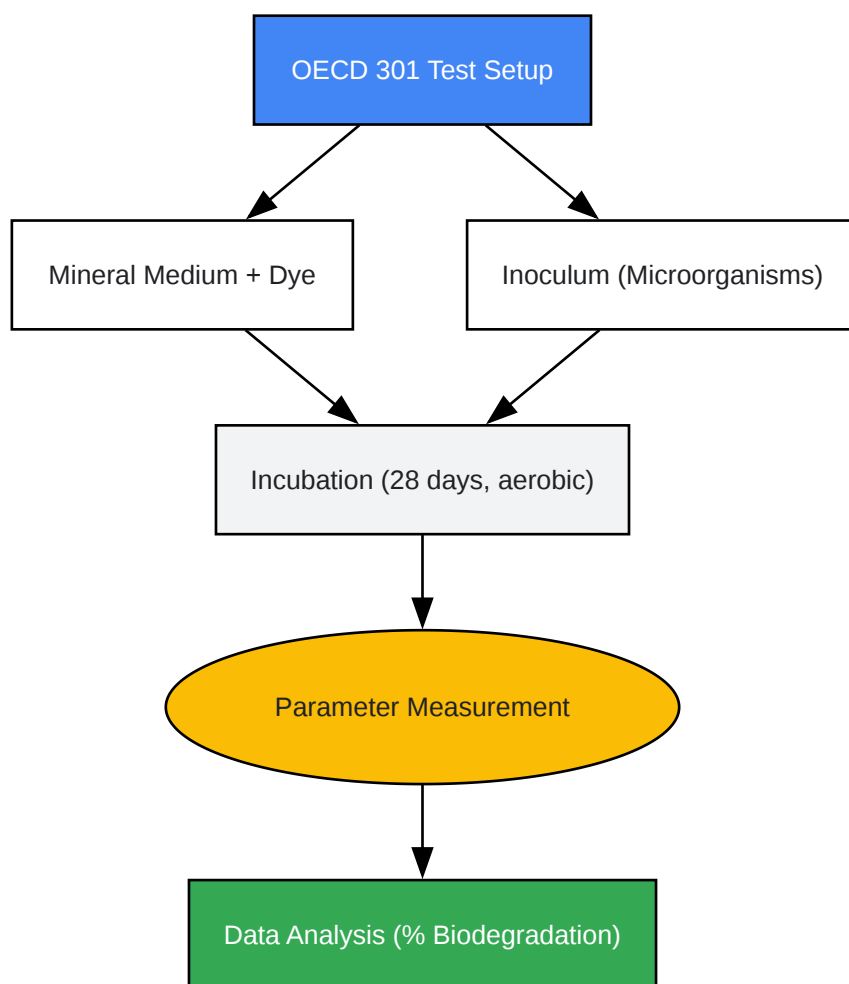 OECD 301 Test Setup
Mineral Medium + Dye
Inoculum (Microorganisms)
Incubation (28 days, aerobic)
Parameter Measurement
Data Analysis (% Biodegradation)